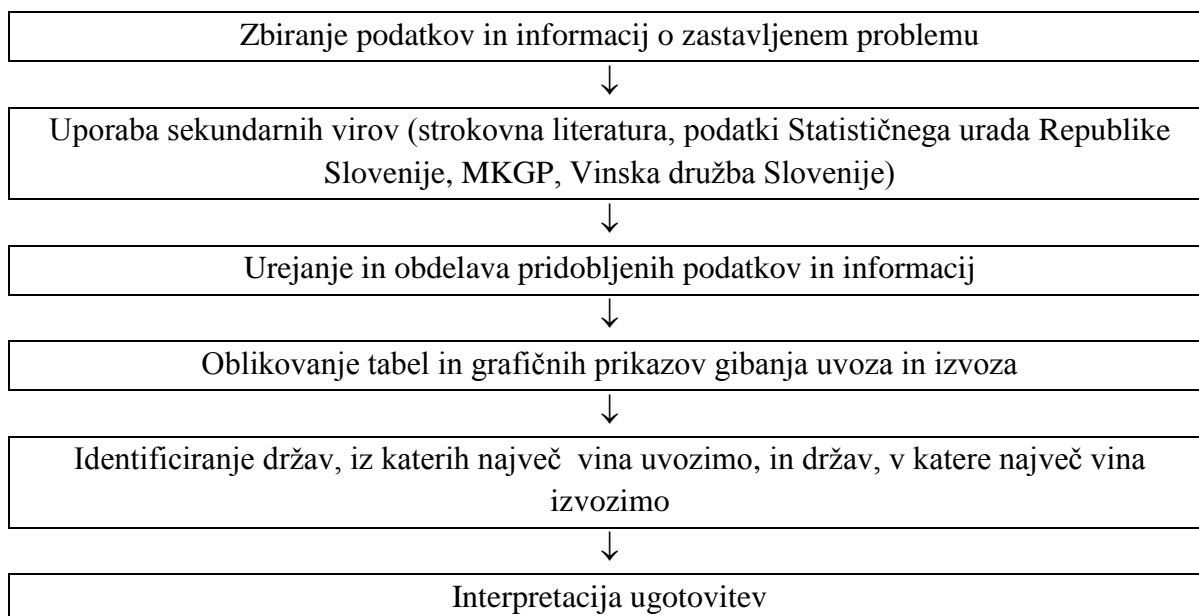 Zbiranje podatkov in informacij o zastavljenem problemu
↓
Uporaba sekundarnih virov (strokovna literatura, podatki Statističnega urada Republike
Slovenije, MKGP, Vinska družba Slovenije)
↓
Urejanje in obdelava pridobljenih podatkov in informacij
↓
Oblikovanje tabel in grafičnih prikazov gibanja uvoza in izvoza
↓
Identificiranje držav, iz katerih največ vina uvozimo, in držav, v katere največ vina
izvozimo
↓
Interpretacija ugotovitev